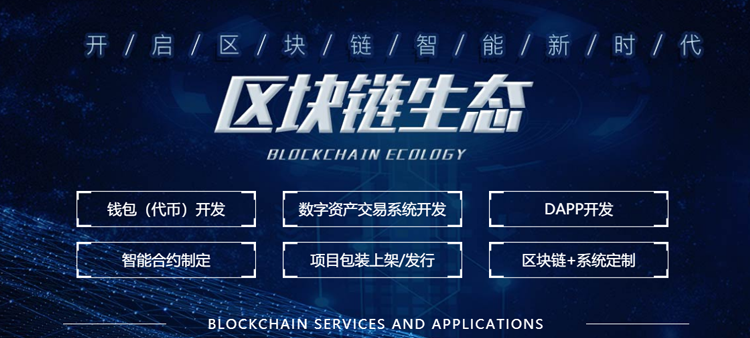 开/启/区/块/链/智/能/新/时/代
区块链生态
BLOCKCHAIN ECOLOGY
钱包（代币）开发
数字资产交易系统开发
DAPP开发
智能合约制定
项目包装上架/发行
区块链+系统定制
BLOCKCHAIN SERVICES AND APPLICATIONS